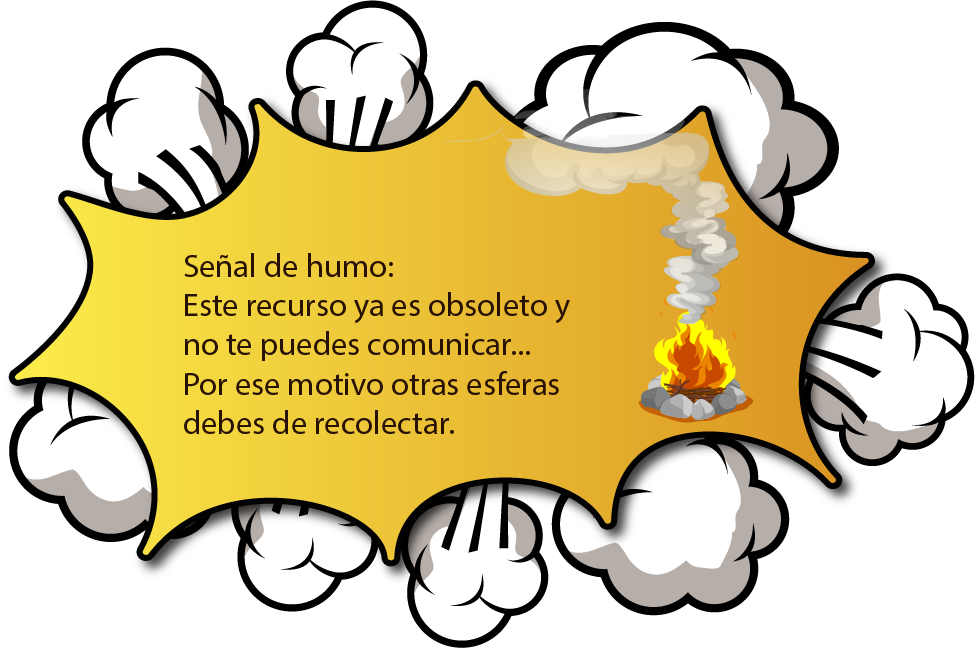 Señal de humo:
Este recurso ya es obsoleto y
no te puedes comunicar...
Por ese motivo otras esferas
debes de recolectar.